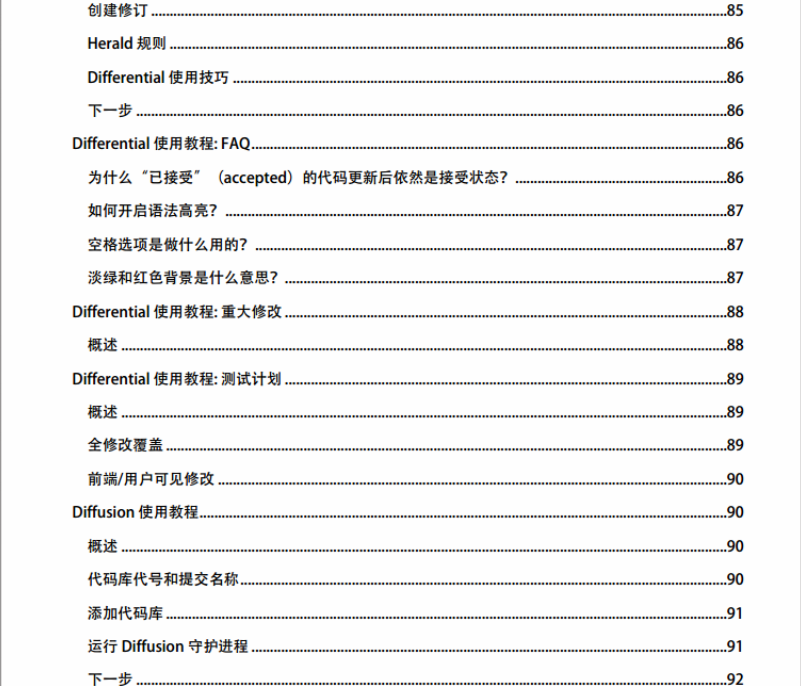 创建修订........................................85
Herald 规则........................................86
Differential 使用技巧........................................86
下一步........................................86
Differential 使用教程: FAQ........................................86
为什么“已接受”（accepted）的代码更新后依然是接受状态？........................................86
如何开启语法高亮？........................................87
空格选项是做什么用的？........................................87
淡绿和红色背景是什么意思？........................................87
Differential 使用教程: 重大修改........................................88
概述........................................88
Differential 使用教程: 测试计划........................................89
概述........................................89
全修改覆盖........................................89
前端/用户可见修改........................................90
Diffusion 使用教程........................................90
概述........................................90
代码库代号和提交名称........................................90
添加代码库........................................91
运行 Diffusion 守护进程........................................91
下一步........................................92